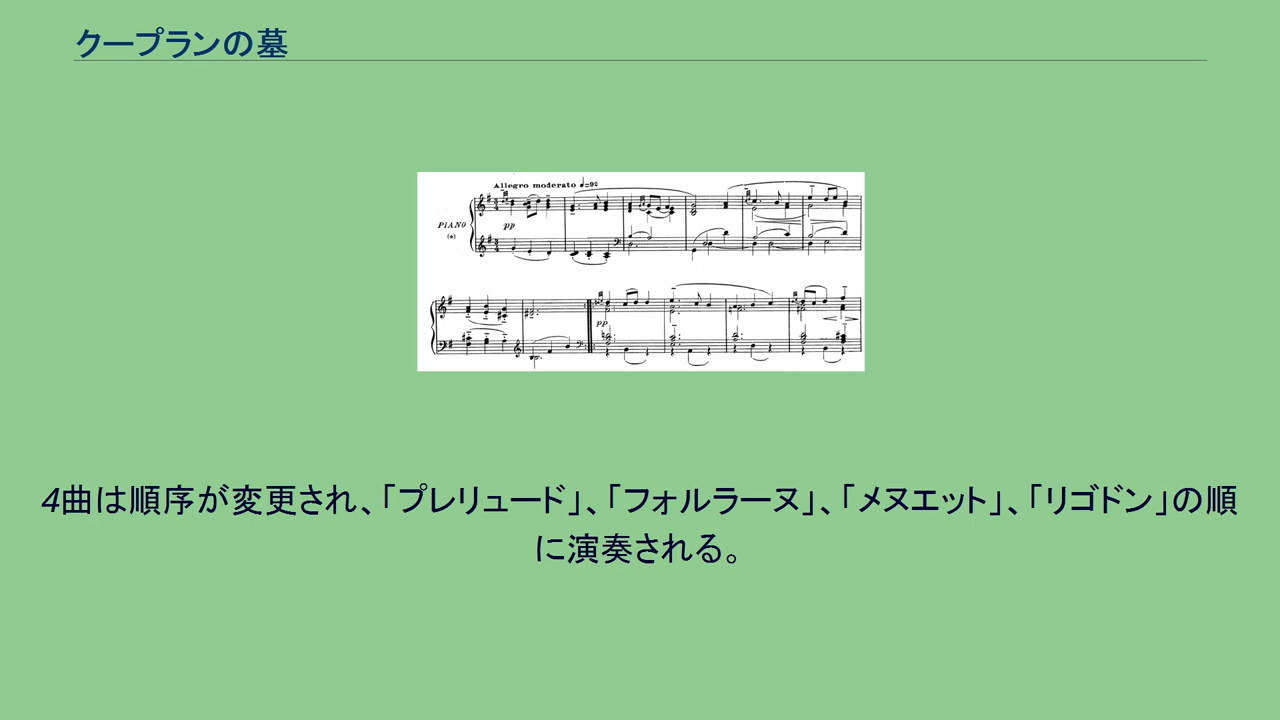 クープランの墓
Allegro moderato ♩=92
PIANO
pp
pp
4曲は順序が変更され、「プレリュード」、「フォルラーヌ」、「メヌエット」、「リゴドン」の順
に演奏される。